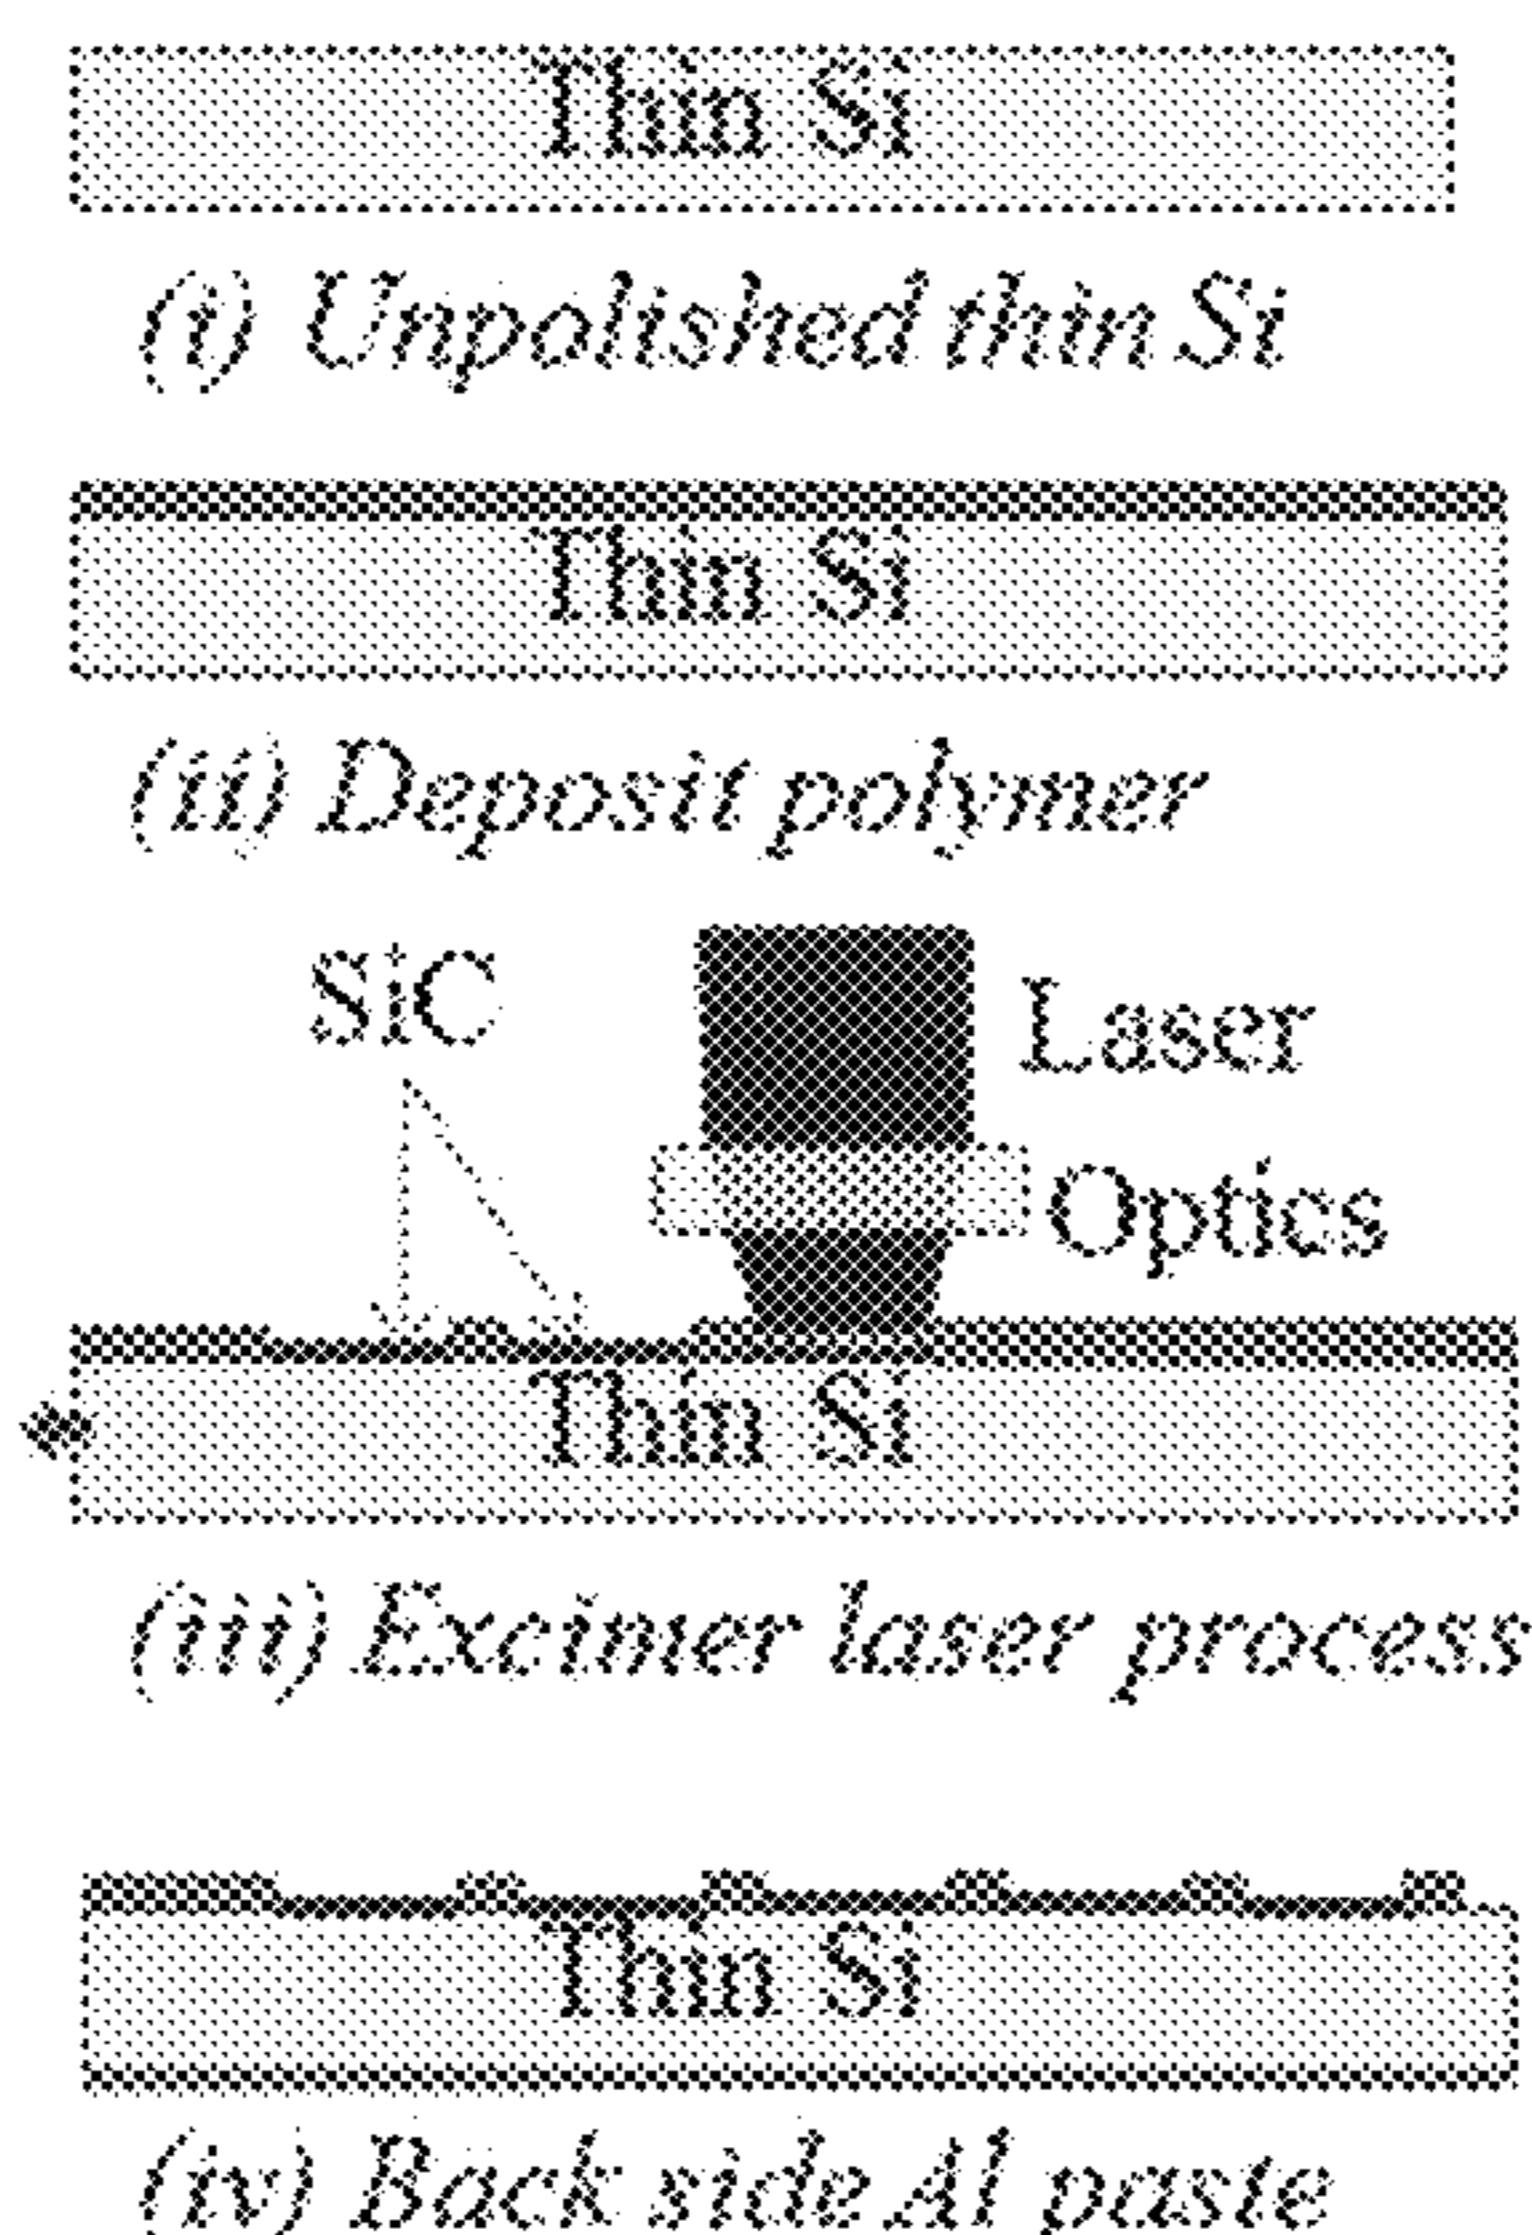 Thin Si
(i) Unpolished thin Si
Thin Si
(ii) Deposit polymer
SiC
Laser
Optics
Thin Si
(iii) Excimer laser process
Thin Si
(iv) Back side Al paste